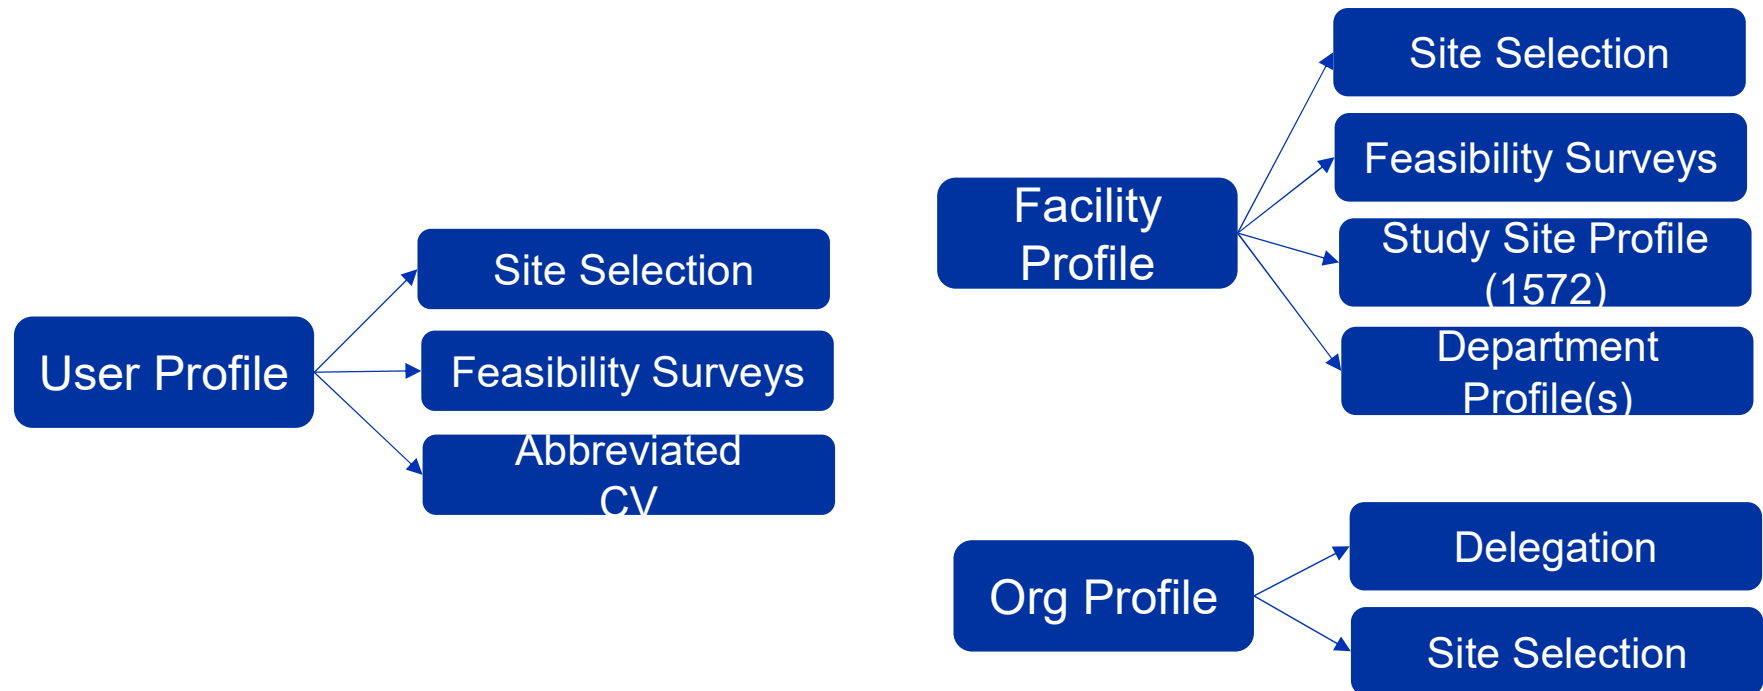 User Profile
Site Selection
Feasibility Surveys
Abbreviated
CV
Facility
Profile
Site Selection
Feasibility Surveys
Study Site Profile
(1572)
Department
Profile(s)
Org Profile
Delegation
Site Selection